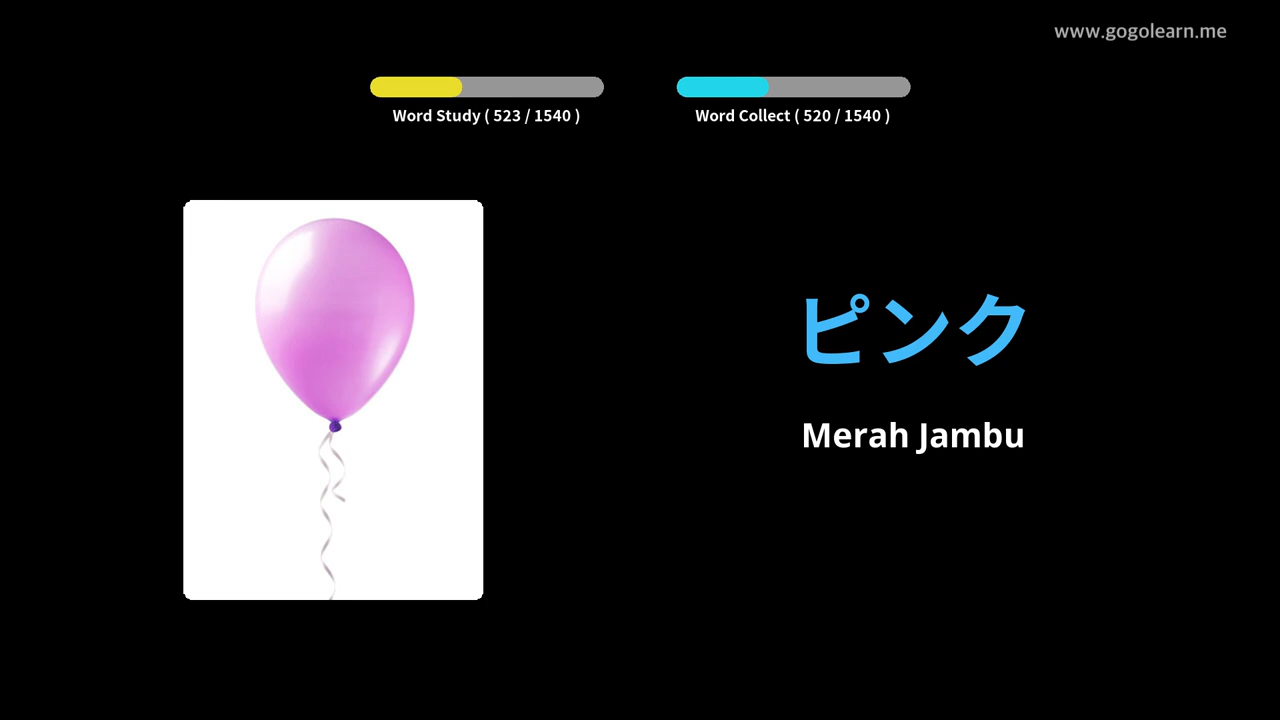 www.gogolearn.me
Word Study ( 523 / 1540 )
Word Collect ( 520 / 1540 )
ピンク
Merah Jambu